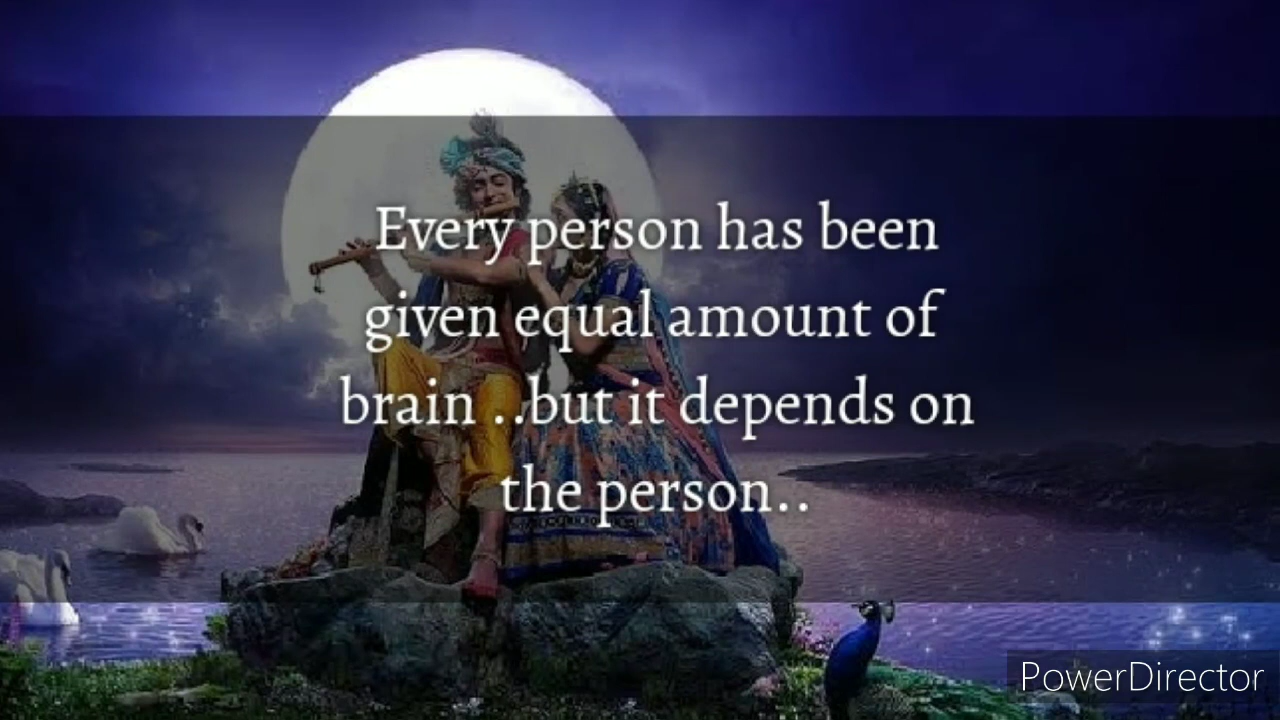 Every person has been
given equal amount of
brain ..but it depends on
the person..
PowerDirector